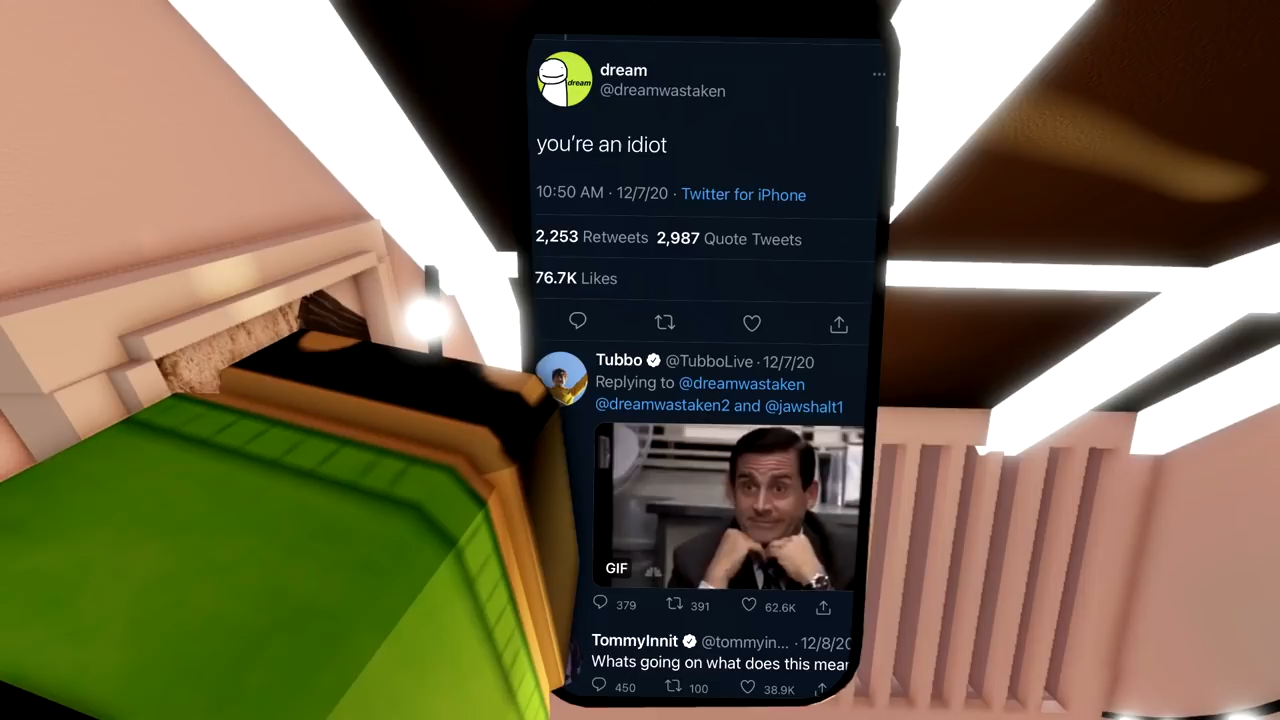 dream
dream
@dreamwastaken
you're an idiot
10:50 AM · 12/7/20 · Twitter for iPhone
2,253 Retweets 2,987 Quote Tweets
76.7K Likes
Tubbo @TubboLive · 12/7/20
Replying to @dreamwastaken
@dreamwastaken2 and @jawshalt1
GIF
379 391 62.6K
TommyInnit @tommyin... · 12/8/20
Whats going on what does this mean
450 100 38.9K